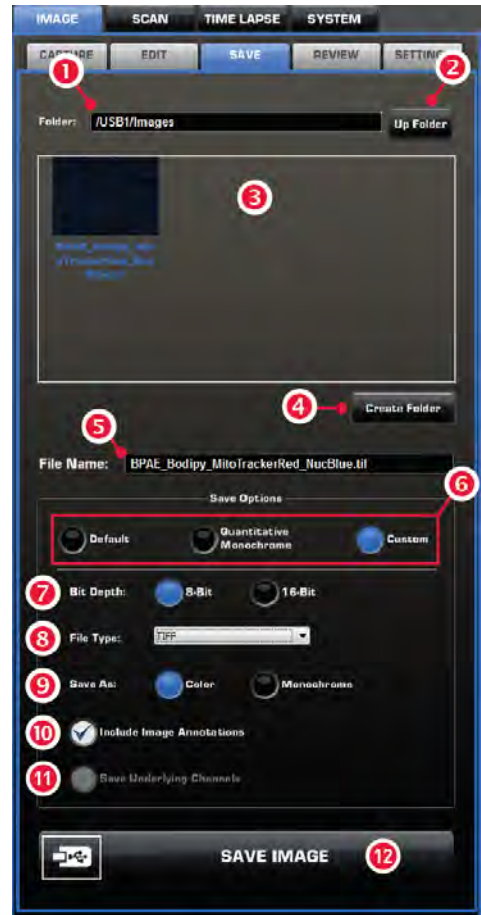 IMAGE SCAN TIME LAPSE SYSTEM
CAPTURE EDIT SAVE REVIEW SETTINGS
1 2
Folder: /USB1/Images Up Folder
3
4 Create Folder
5
File Name: BPAE_Bodipy_MitoTrackerRed_NucBlue.tif
6
Save Options
Default Quantitative Monochrome Custom
7 Bit Depth: 8-Bit 16-Bit
8 File Type: TIFF
9 Save As: Color Monochrome
10 Include Image Annotations
11 Save Underlying Channels
SAVE IMAGE 12